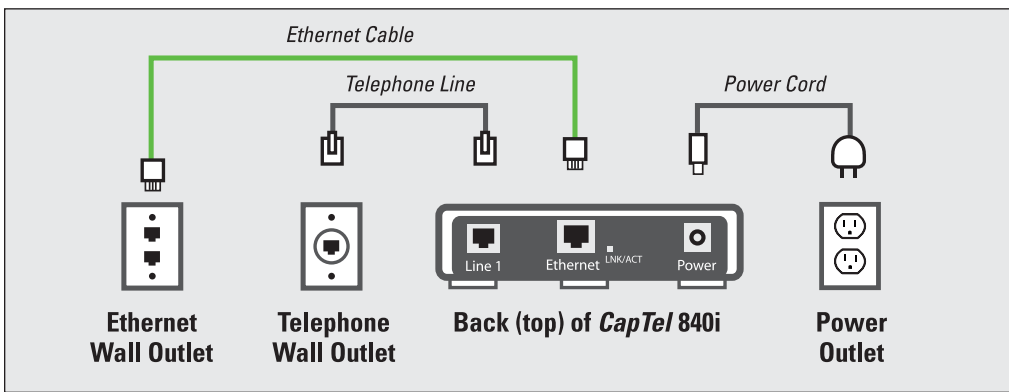 Ethernet Cable
Telephone Line
Power Cord
Line 1
Ethernet
LNK/ACT
Power
Ethernet
Wall Outlet
Telephone
Wall Outlet
Back (top) of CapTel 840i
Power
Outlet